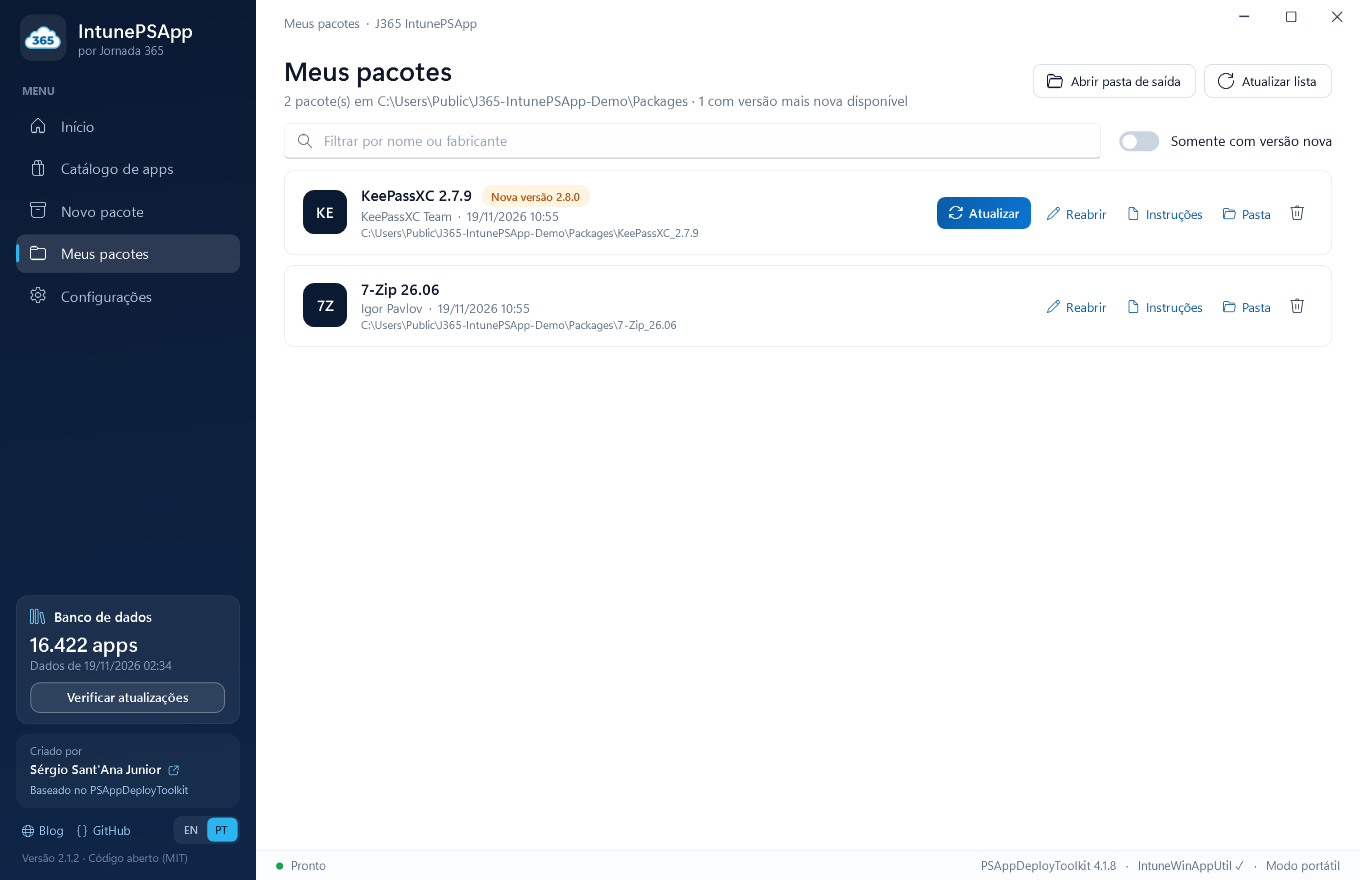 365
IntunePSApp
por Jornada 365
MENU
Início
Catálogo de apps
Novo pacote
Meus pacotes
Configurações
Banco de dados
16.422 apps
Dados de 19/11/2026 02:34
Verificar atualizações
Criado por
Sérgio Sant'Ana Junior
Baseado no PSAppDeployToolkit
Blog {} GitHub EN PT
Versão 2.1.2 · Código aberto (MIT)
Meus pacotes · J365 IntunePSApp
Meus pacotes
2 pacote(s) em C:\Users\Public\J365-IntunePSApp-Demo\Packages · 1 com versão mais nova disponível
Abrir pasta de saída
Atualizar lista
Filtrar por nome ou fabricante
Somente com versão nova
KE
KeePassXC 2.7.9 Nova versão 2.8.0
KeePassXC Team · 19/11/2026 10:55
C:\Users\Public\J365-IntunePSApp-Demo\Packages\KeePassXC_2.7.9
Atualizar Reabrir Instruções Pasta
7Z
7-Zip 26.06
Igor Pavlov · 19/11/2026 10:55
C:\Users\Public\J365-IntunePSApp-Demo\Packages\7-Zip_26.06
Reabrir Instruções Pasta
Pronto
PSAppDeployToolkit 4.1.8 · IntuneWinAppUtil ✓ · Modo portátil